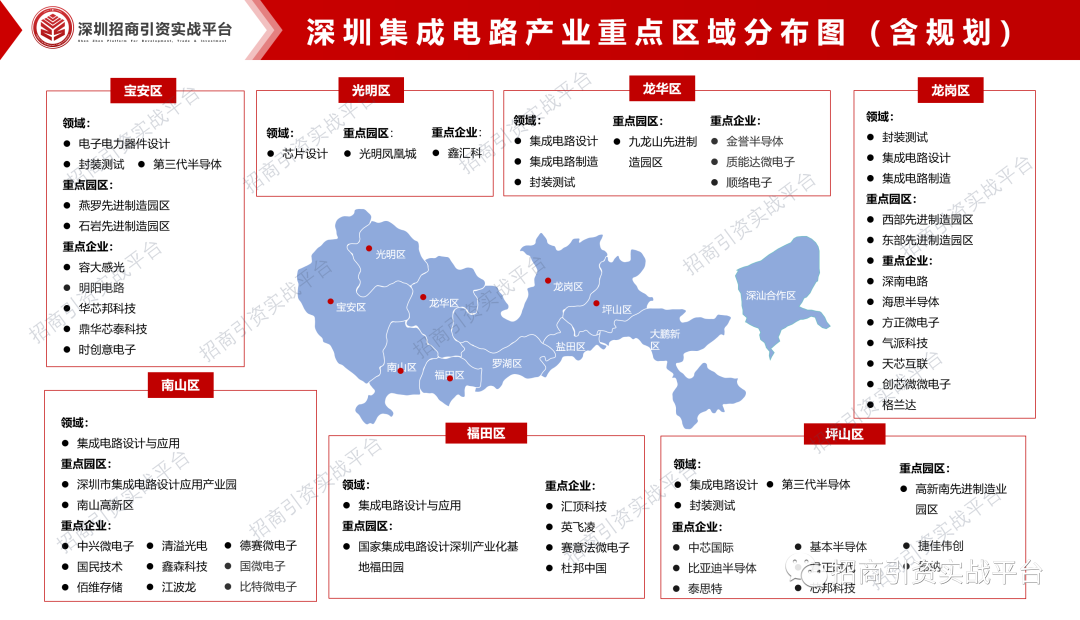 深圳招商引资实战平台
深圳集成电路产业重点区域分布图（含规划）
宝安区
领域：
电子电力器件设计
封装测试 第三代半导体
重点园区：
燕罗先进制造园区
石岩先进制造园区
重点企业：
容大感光
明阳电路
华芯邦科技
鼎华芯泰科技
时创意电子
光明区
领域：
芯片设计
重点园区：
光明凤凰城
重点企业：
鑫汇科
龙华区
领域：
集成电路设计
集成电路制造
封装测试
重点园区：
九龙山先进制
造园区
重点企业：
金誉半导体
质能达微电子
顺络电子
龙岗区
领域：
封装测试
集成电路设计
集成电路制造
重点园区：
西部先进制造园区
东部先进制造园区
重点企业：
深南电路
海思半导体
方正微电子
气派科技
天芯互联
创芯微微电子
格兰达
光明区
宝安区
龙华区
龙岗区
坪山区
深汕合作区
大鹏新
区
盐田区
罗湖区
南山区
福田区
南山区
领域：
集成电路设计与应用
重点园区：
深圳市集成电路设计应用产业园
南山高新区
重点企业：
中兴微电子 清溢光电 德赛微电子
国民技术 鑫森科技 国微电子
佰维存储 江波龙 比特微电子
福田区
领域：
集成电路设计与应用
重点园区：
国家集成电路设计深圳产业化基
地福田园
重点企业：
汇顶科技
英飞凌
赛意法微电子
杜邦中国
坪山区
领域：
集成电路设计 第三代半导体
封装测试
重点园区：
高新南先进制造业
园区
重点企业：
中芯国际 基本半导体 捷佳伟创
比亚迪半导体
泰思特 芯邦科技
招商引资实战平台